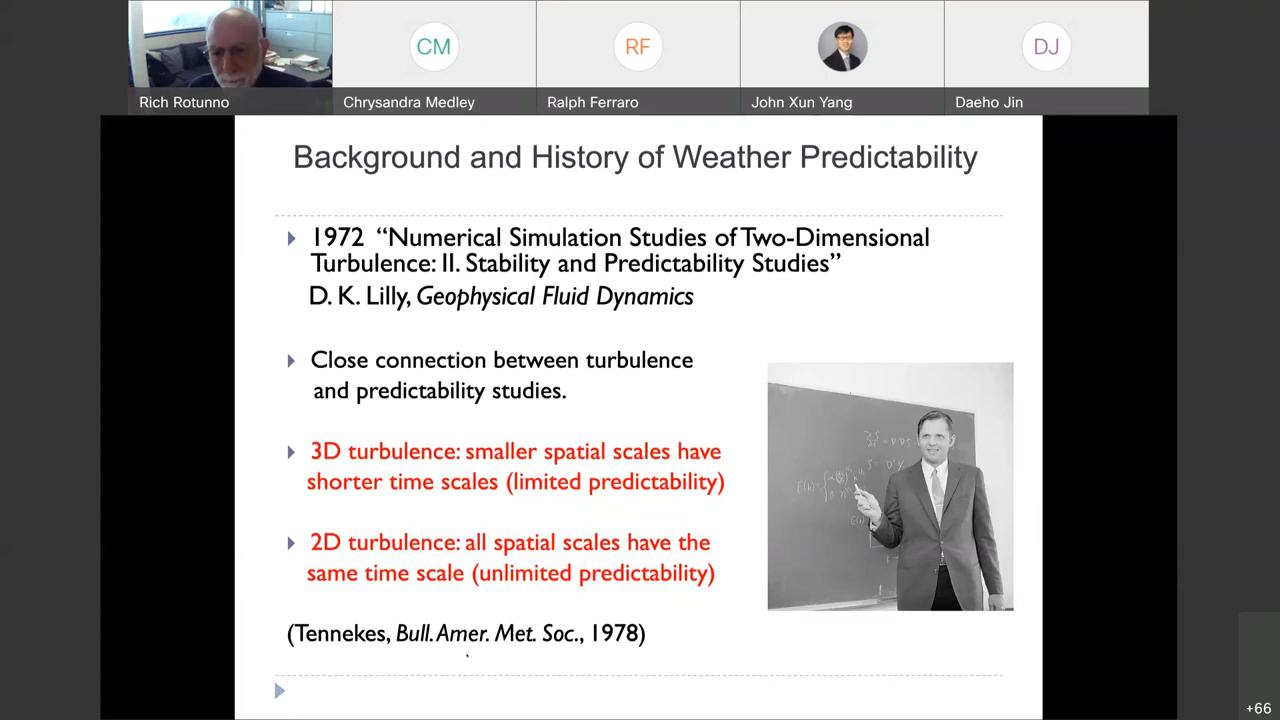 CM
RF
DJ
Rich Rotunno
Chrysandra Medley
Ralph Ferraro
John Xun Yang
Daeho Jin
Background and History of Weather Predictability
1972 “Numerical Simulation Studies of Two-Dimensional
Turbulence: II. Stability and Predictability Studies”
D. K. Lilly, Geophysical Fluid Dynamics
Close connection between turbulence
and predictability studies.
3D turbulence: smaller spatial scales have
shorter time scales (limited predictability)
2D turbulence: all spatial scales have the
same time scale (unlimited predictability)
(Tennekes, Bull. Amer. Met. Soc., 1978)
+66